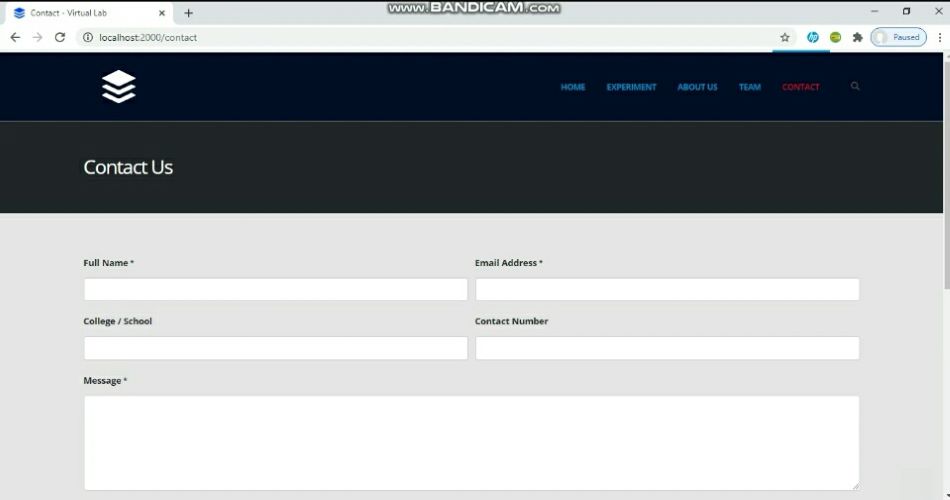 www.BANDICAM.com
Contact - Virtual Lab
localhost:2000/contact
Paused
HOME EXPERIMENT ABOUT US TEAM CONTACT
Contact Us
Full Name * Email Address *
College / School Contact Number
Message *